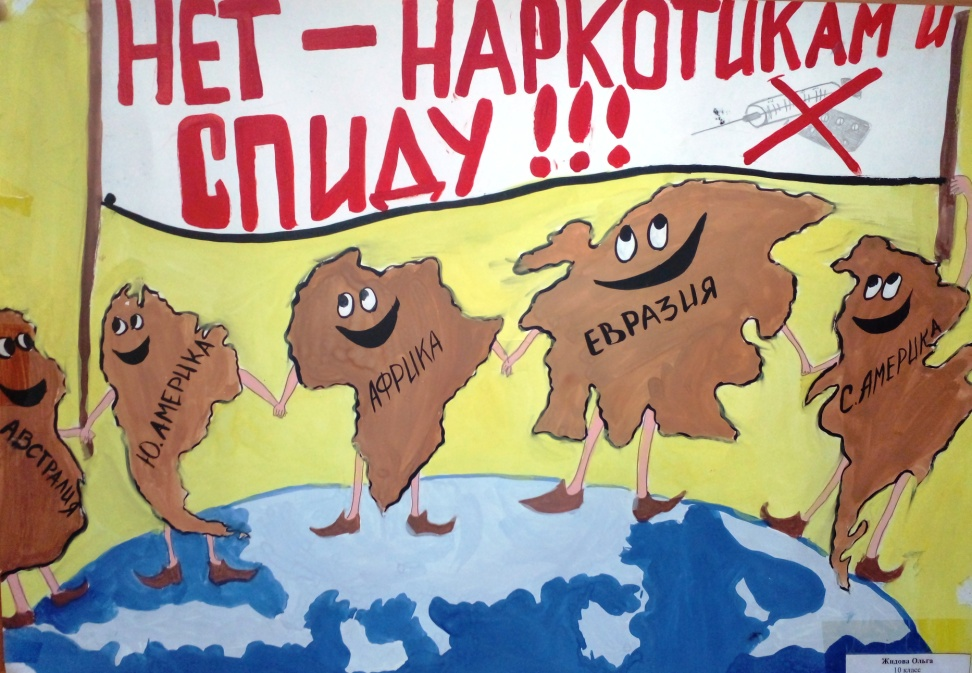 НЕТ - НАРКОТИКАМ И
СПИДУ !!!
АВСТРАЛИЯ
Ю. АМЕРИКА
АФРИКА
ЕВРАЗИЯ
С. АМЕРИКА
Жидова Ольга
10 класс